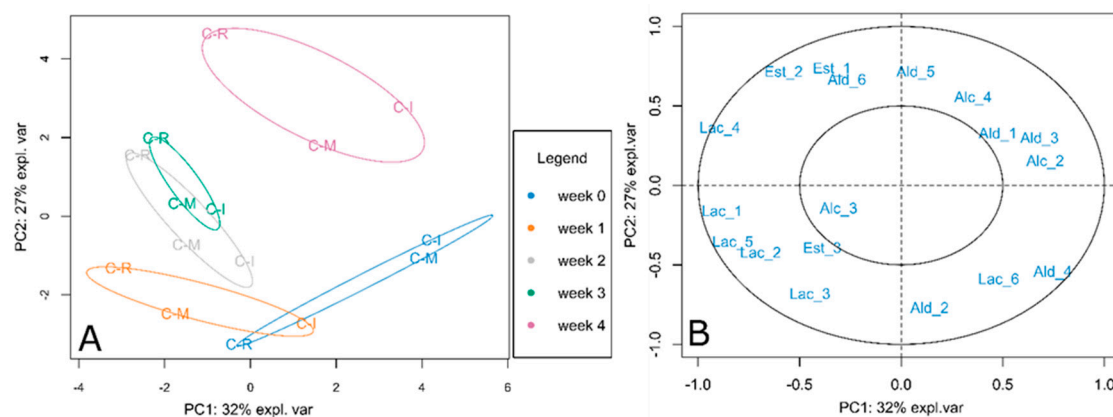 C-R
C-I
C-M
C-R
C-R
C-M
C-I
C-M
C-I
C-I
C-M
C-R
C-M
C-I
C-R
A
4
2
0
-2
-4
-2
0
2
4
6
PC2: 27% expl. var
PC1: 32% expl. var
Legend
week 0
week 1
week 2
week 3
week 4
Est_2
Est_1
Ald_6
Ald_5
Alc_4
Lac_4
Ald_1
Ald_3
Alc_2
Lac_1
Alc_3
Lac_5
Lac_2
Est_3
Lac_3
Lac_6
Ald_4
Ald_2
B
1.0
0.5
0.0
-0.5
-1.0
-1.0
-0.5
0.0
0.5
1.0
PC2: 27% expl.var
PC1: 32% expl.var